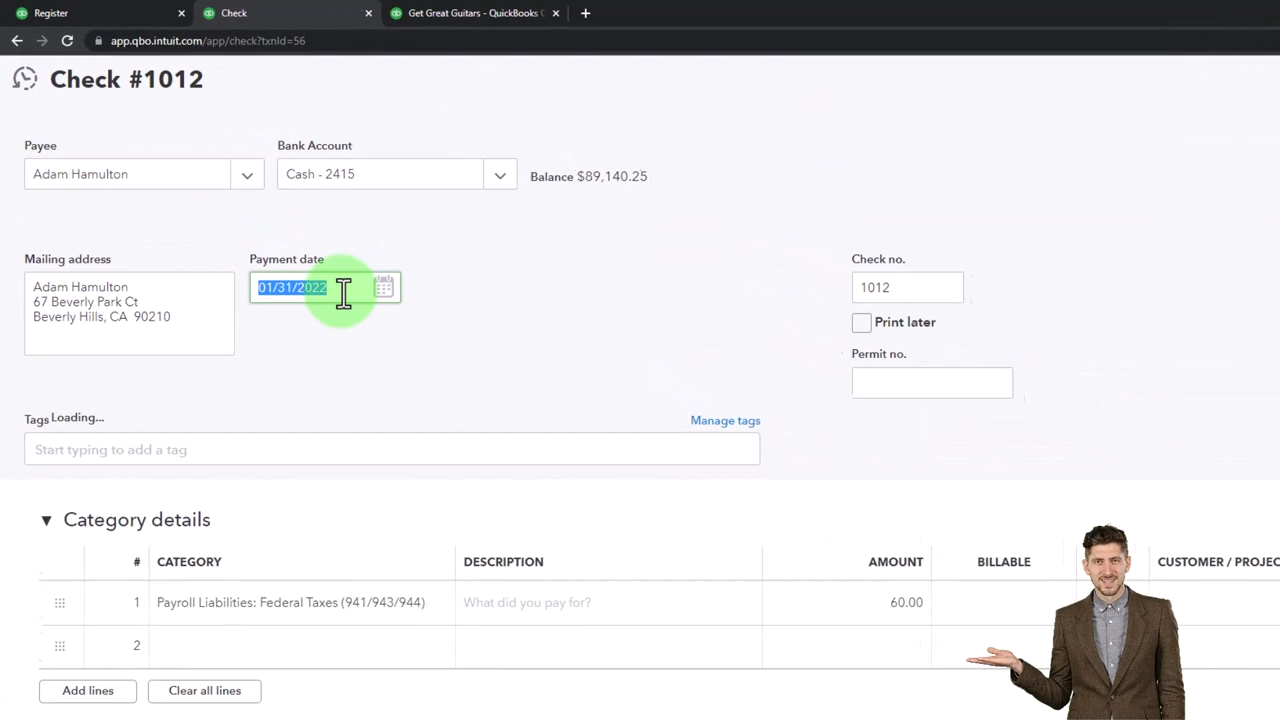 Register
Check
Get Great Guitars - QuickBooks
app.qbo.intuit.com/app/check?txnId=56
Check #1012
Payee
Bank Account
Adam Hamulton
Cash - 2415
Balance $89,140.25
Mailing address
Payment date
Check no.
Adam Hamulton
67 Beverly Park Ct
Beverly Hills, CA 90210
01/31/2022
1012
Print later
Permit no.
Tags Loading...
Manage tags
Start typing to add a tag
Category details
# CATEGORY DESCRIPTION AMOUNT BILLABLE CUSTOMER / PROJEC
1 Payroll Liabilities: Federal Taxes (941/943/944) What did you pay for? 60.00
2
Add lines
Clear all lines